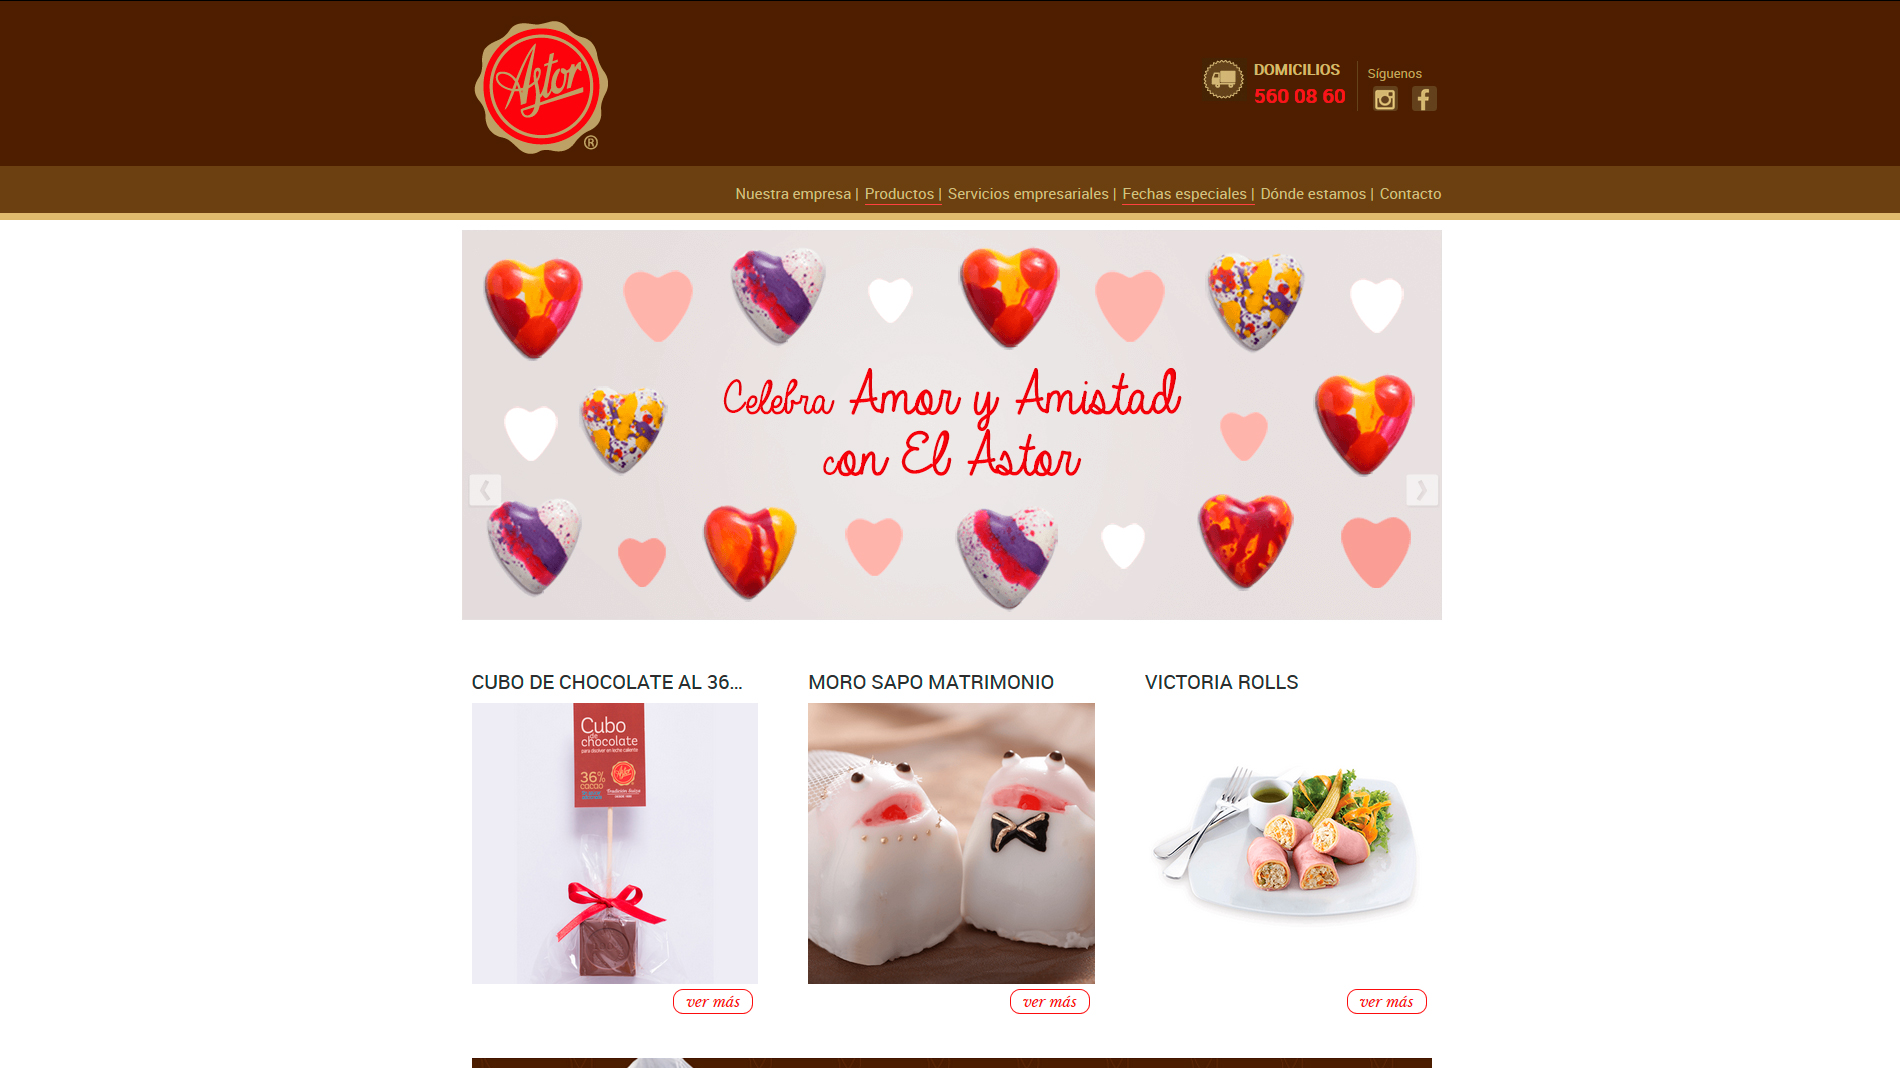 Astor
®
DOMICILIOS
560 08 60
Síguenos
Nuestra empresa | Productos | Servicios empresariales | Fechas especiales | Dónde estamos | Contacto
Celebra Amor y Amistad
con El Astor
CUBO DE CHOCOLATE AL 36...
MORO SAPO MATRIMONIO
VICTORIA ROLLS
Cubo
de
chocolate
para disolver en leche caliente
36%
cacao
Astor
ver más
ver más
ver más